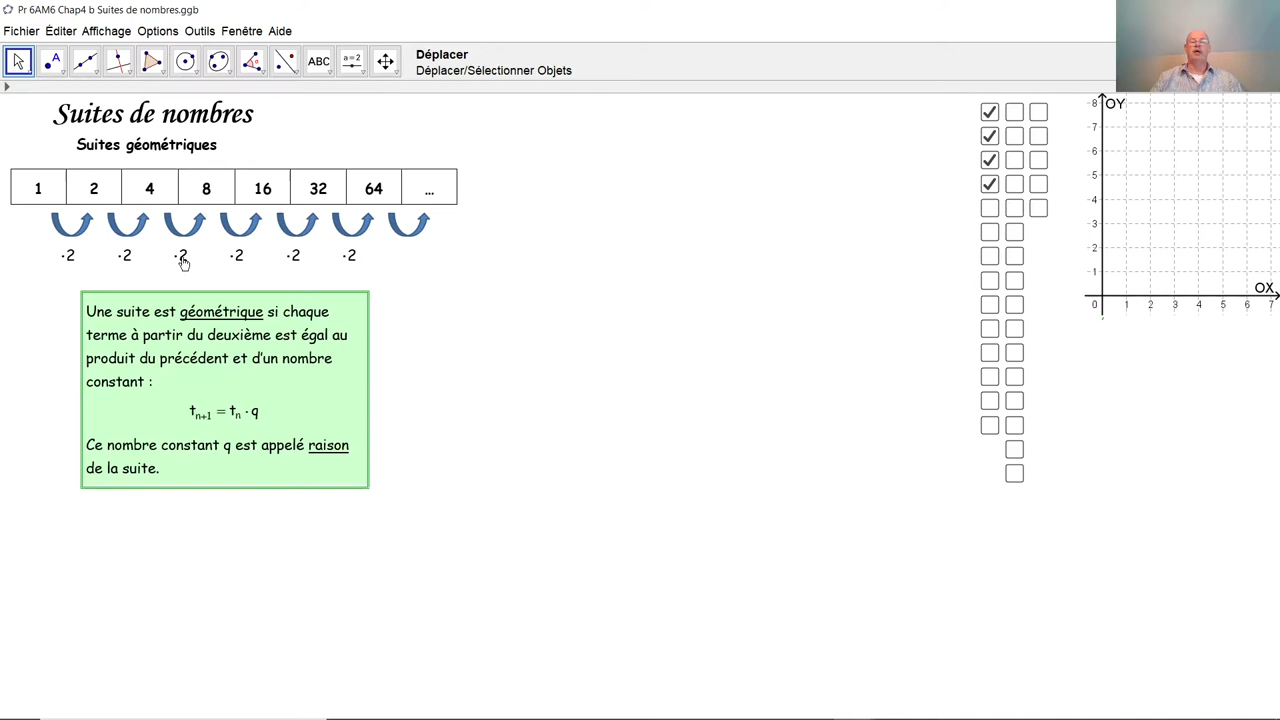 Pr 6AM6 Chap4 b Suites de nombres.ggb
Fichier Éditer Affichage Options Outils Fenêtre Aide
A ABC a=2
Déplacer
Déplacer/Sélectionner Objets
Suites de nombres
Suites géométriques
1 2 4 8 16 32 64 ...
·2 ·2 ·2 ·2 ·2 ·2
Une suite est géométrique si chaque
terme à partir du deuxième est égal au
produit du précédent et d'un nombre
constant :
tn+1 = tn · q
Ce nombre constant q est appelé raison
de la suite.
8 OY
7
6
5
4
3
2
1
OX
0 1 2 3 4 5 6 7